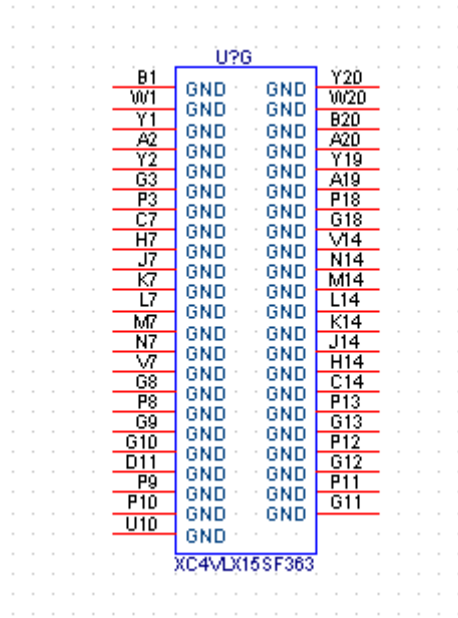 U?G
B1 GND GND Y20
W1 GND GND W20
Y1 GND GND B20
A2 GND GND A20
Y2 GND GND Y19
G3 GND GND A19
P3 GND GND P18
C7 GND GND G18
H7 GND GND V14
J7 GND GND N14
K7 GND GND M14
L7 GND GND L14
M7 GND GND K14
N7 GND GND J14
V7 GND GND H14
G8 GND GND C14
P8 GND GND P13
G9 GND GND G13
G10 GND GND P12
D11 GND GND G12
P9 GND GND P11
P10 GND GND G11
U10 GND
XC4VLX15SF363